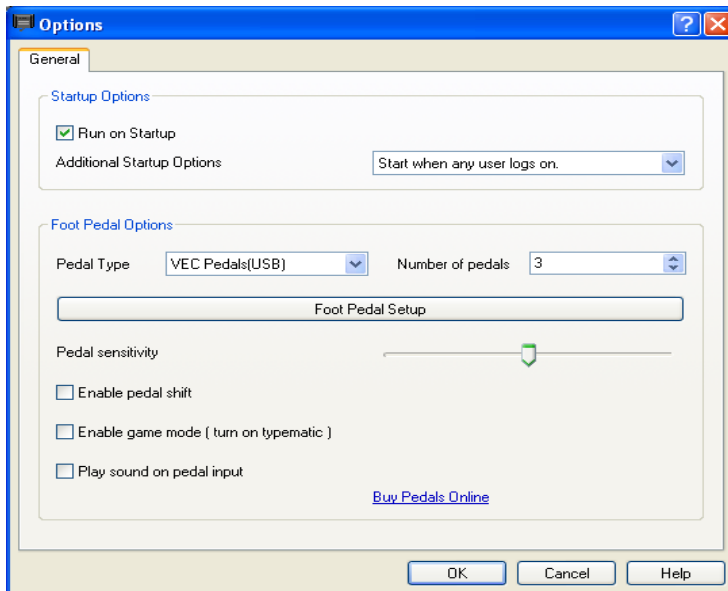 Options
General
Startup Options
Run on Startup
Additional Startup Options Start when any user logs on.
Foot Pedal Options
Pedal Type VEC Pedals(USB) Number of pedals 3
Foot Pedal Setup
Pedal sensitivity
Enable pedal shift
Enable game mode ( turn on typematic )
Play sound on pedal input
Buy Pedals Online
OK Cancel Help